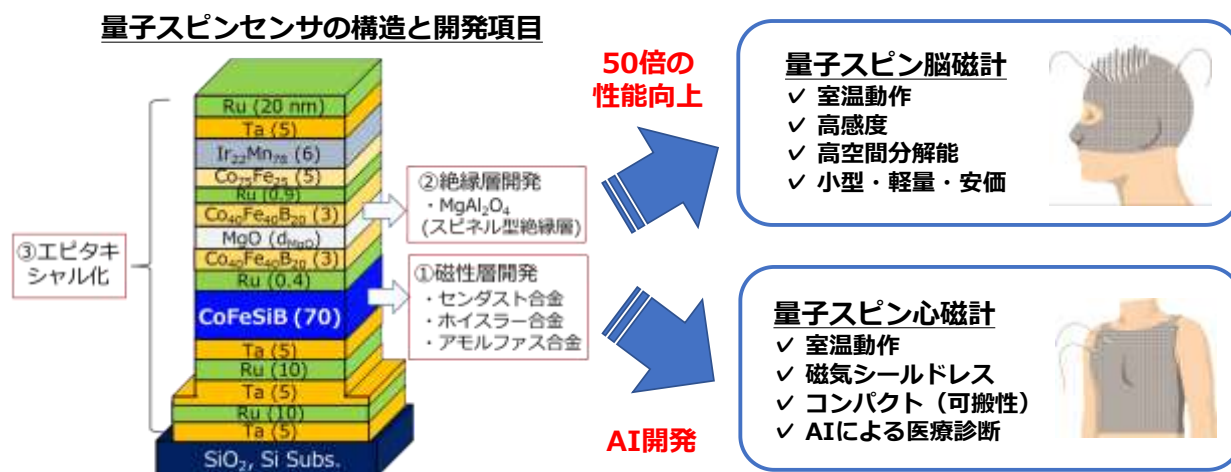 量子スピンセンサの構造と開発項目
Ru (20 nm)
Ta (5)
Ir₂₂Mn₇₈ (6)
Co₇₅Fe₂₅ (5)
Ru (0.9)
Co₄₀Fe₄₀B₂₀ (3)
MgO (d_MgO)
Co₄₀Fe₄₀B₂₀ (3)
Ru (0.4)
CoFeSiB (70)
Ta (5)
Ru (10)
Ta (5)
Ru (10)
Ta (5)
SiO₂, Si Subs.
③エピタキ
シャル化
②絶縁層開発
・MgAl₂O₄
(スピネル型絶縁層)
①磁性層開発
・センダスト合金
・ホイスラー合金
・アモルファス合金
50倍の
性能向上
AI開発
量子スピン脳磁計
✓ 室温動作
✓ 高感度
✓ 高空間分解能
✓ 小型・軽量・安価
量子スピン心磁計
✓ 室温動作
✓ 磁気シールドレス
✓ コンパクト（可搬性）
✓ AIによる医療診断